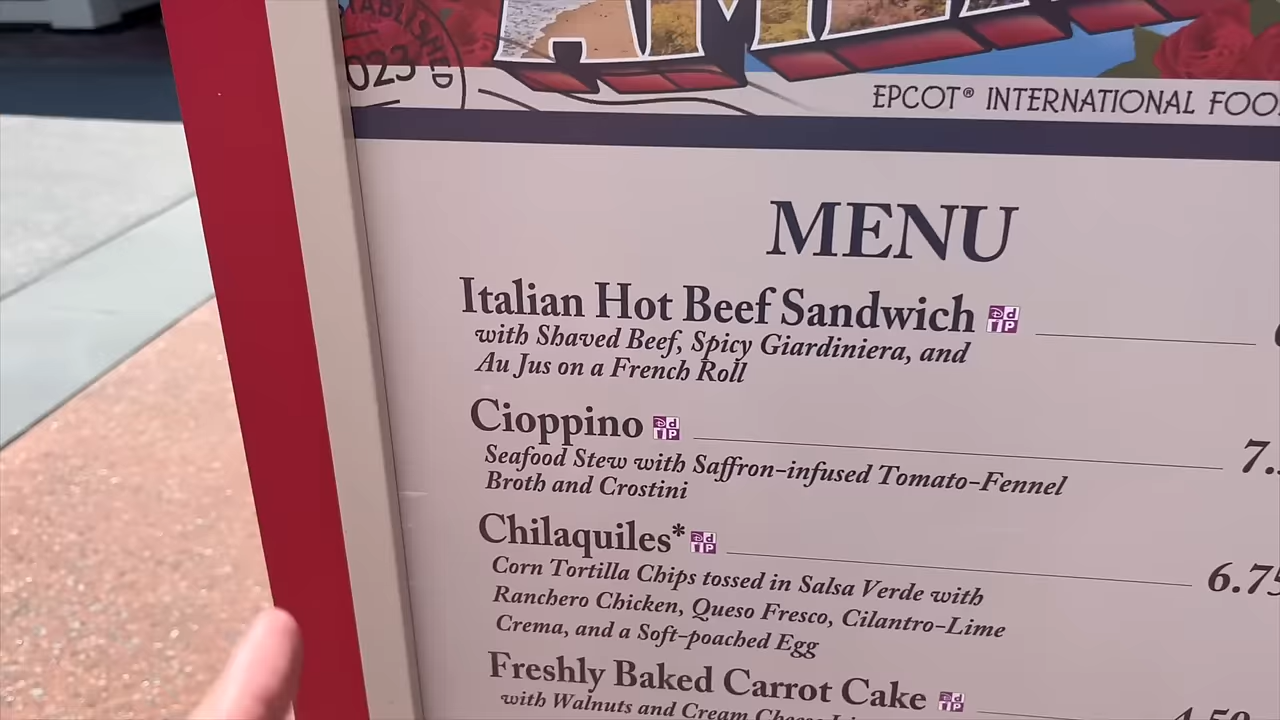 AME
EPCOT® INTERNATIONAL
MENU
Italian Hot Beef Sandwich
with Shaved Beef, Spicy Giardiniera, and
Au Jus on a French Roll
Cioppino
7.
Seafood Stew with Saffron-infused Tomato-Fennel
Broth and Crostini
Chilaquiles*
6.75
Corn Tortilla Chips tossed in Salsa Verde with
Ranchero Chicken, Queso Fresco, Cilantro-Lime
Crema, and a Soft-poached Egg
Freshly Baked Carrot Cake
4.50
with Walnuts and Cream Cheese